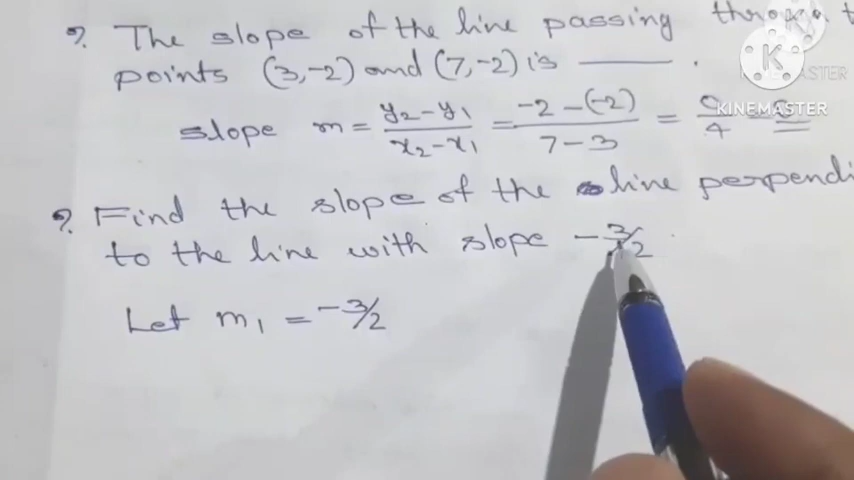 ?. The slope of the line passing
points (3,-2) and (7,-2) is ______ .
slope m = y₂-y₁/x₂-x₁ = -2-(-2)/7-3 = 0/4
?. Find the slope of the line perpendi
to the line with slope -3/2
Let m₁ = -3/2
KINEMASTER